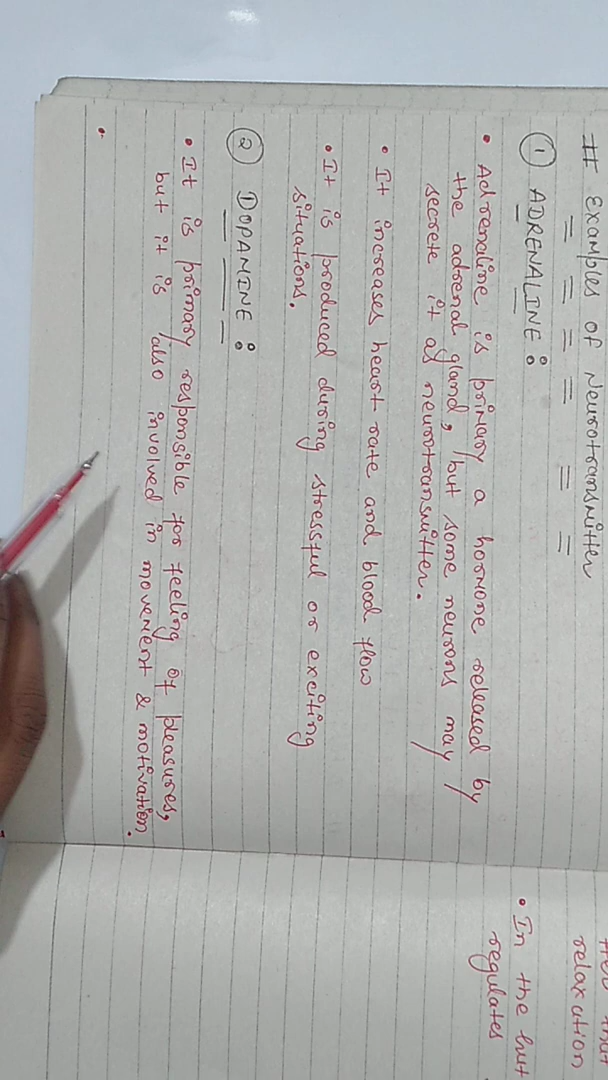 # Examples of Neurotransmitter
① ADRENALINE :
• Adrenaline is primary a hormone released by
the adrenal gland, but some neurons may
secrete it as neurotransmitter.
• It increases heart rate and blood flow
• It is produced during stressful or exciting
situations.
② DOPAMINE :
• It is primary responsible for feeling of pleasures,
but it is also involved in movement & motivation.
•
relaxation
• In the hut
regulates